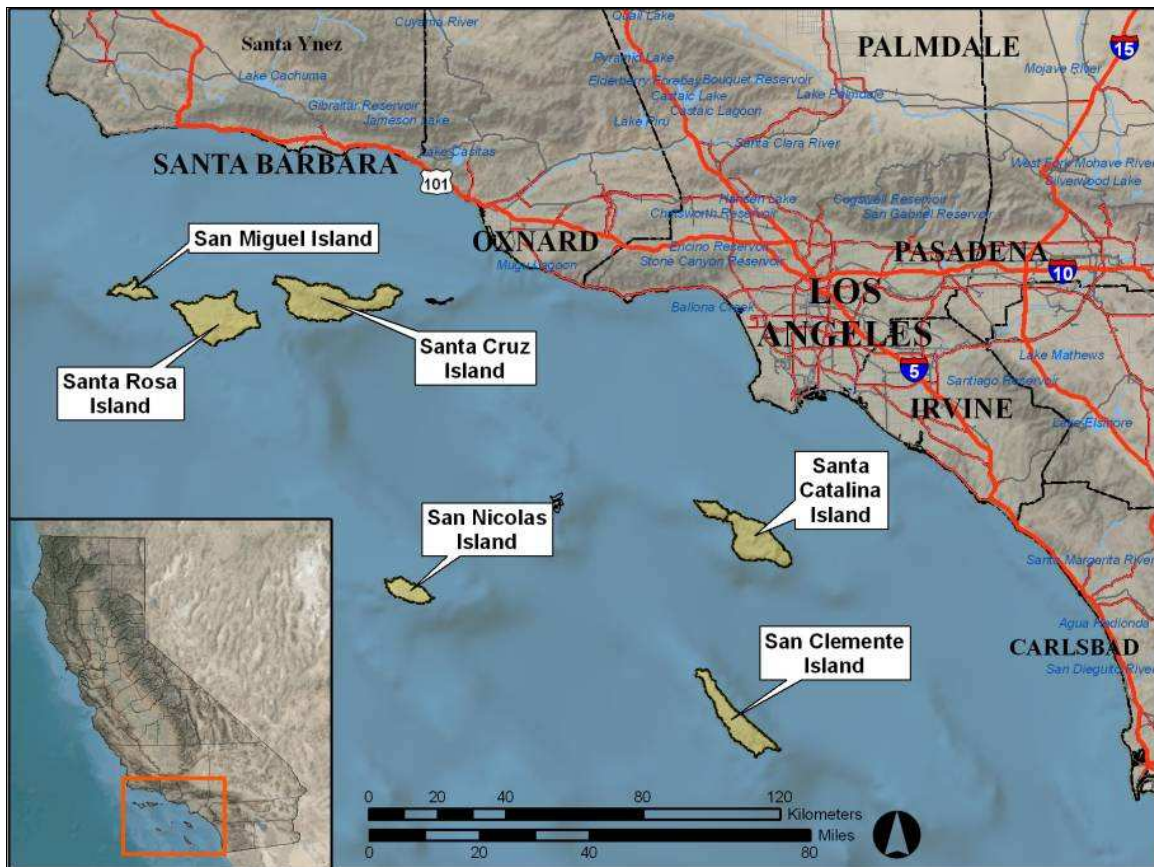 Cuyama River
Quail Lake
Santa Ynez
PALMDALE
15
Pyramid Lake
Mojave River
Lake Cachuma
Elderberry Forebay
Bouquet Reservoir
Castaic Lake
Lake Palmdale
Gibraltar Reservoir
Castaic Lagoon
Jameson Lake
Lake Piru
Santa Clara River
SANTA BARBARA
Lake Casitas
West Fork Mohave River
101
Silverwood Lake
Hansen Lake
Cogswell Reservoir
Chatsworth Reservoir
San Gabriel Reservoir
San Miguel Island
OXNARD
Encino Reservoir
PASADENA
Mugu Lagoon
Stone Canyon Reservoir
10
LOS
ANGELES
Ballona Creek
Santa Cruz
Island
Lake Mathews
Santa Rosa
Island
5
Santiago Reservoir
IRVINE
Lake Elsinore
Santa
Catalina
Island
San Nicolas
Island
Santa Margarita River
Agua Hedionda
San Clemente
Island
CARLSBAD
San Dieguito River
0 20 40 80 120
Kilometers
Miles
0 20 40 80